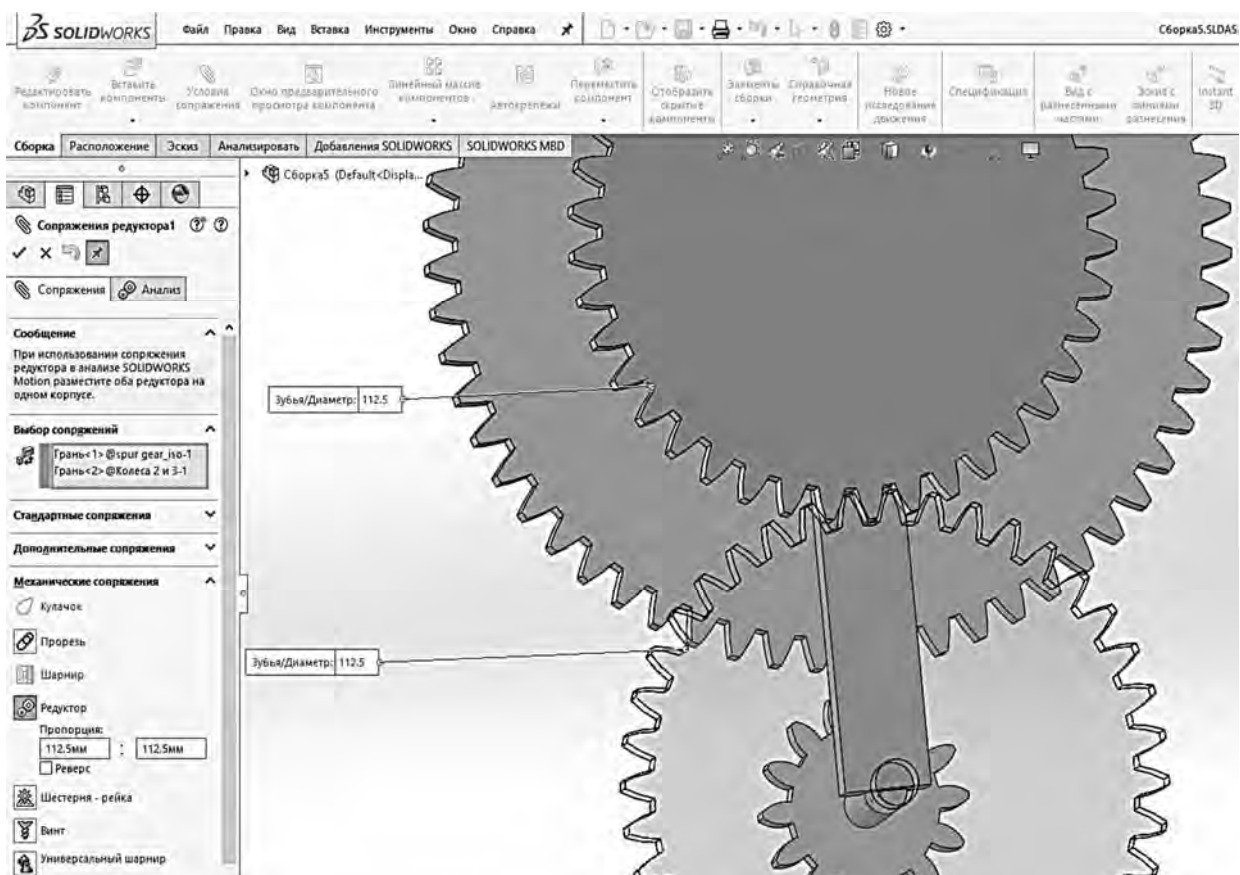 SOLIDWORKS Файл Правка Вид Вставка Инструменты Окно Справка Сборка5.SLDAS
Редактировать компонент
Вставить компоненты
Условия сопряжения
Окно предварительного просмотра компонента
Линейный массив компонентов
Автокрепежи
Переместить компонент
Отобразить скрытые компоненты
Элементы сборки
Справочная геометрия
Новое исследование движения
Спецификация
Вид с разнесенными частями
Эскиз с линиями разнесения
Instant 3D
Сборка Расположение Эскиз Анализировать Добавления SOLIDWORKS SOLIDWORKS MBD
Сборка5 (Default<Displa...
Сопряжения редуктора1
Сопряжения Анализ
Сообщение
При использовании сопряжения
редуктора в анализе SOLIDWORKS
Motion разместите оба редуктора на
одном корпусе.
Зубья/Диаметр: 112.5
Выбор сопряжений
Грань<1>@spur gear_iso-1
Грань<2>@Колеса 2 и 3-1
Стандартные сопряжения
Дополнительные сопряжения
Механические сопряжения
Кулачок
Прорезь
Зубья/Диаметр: 112.5
Шарнир
Редуктор
Пропорция:
112.5мм : 112.5мм
Реверс
Шестерня - рейка
Винт
Универсальный шарнир